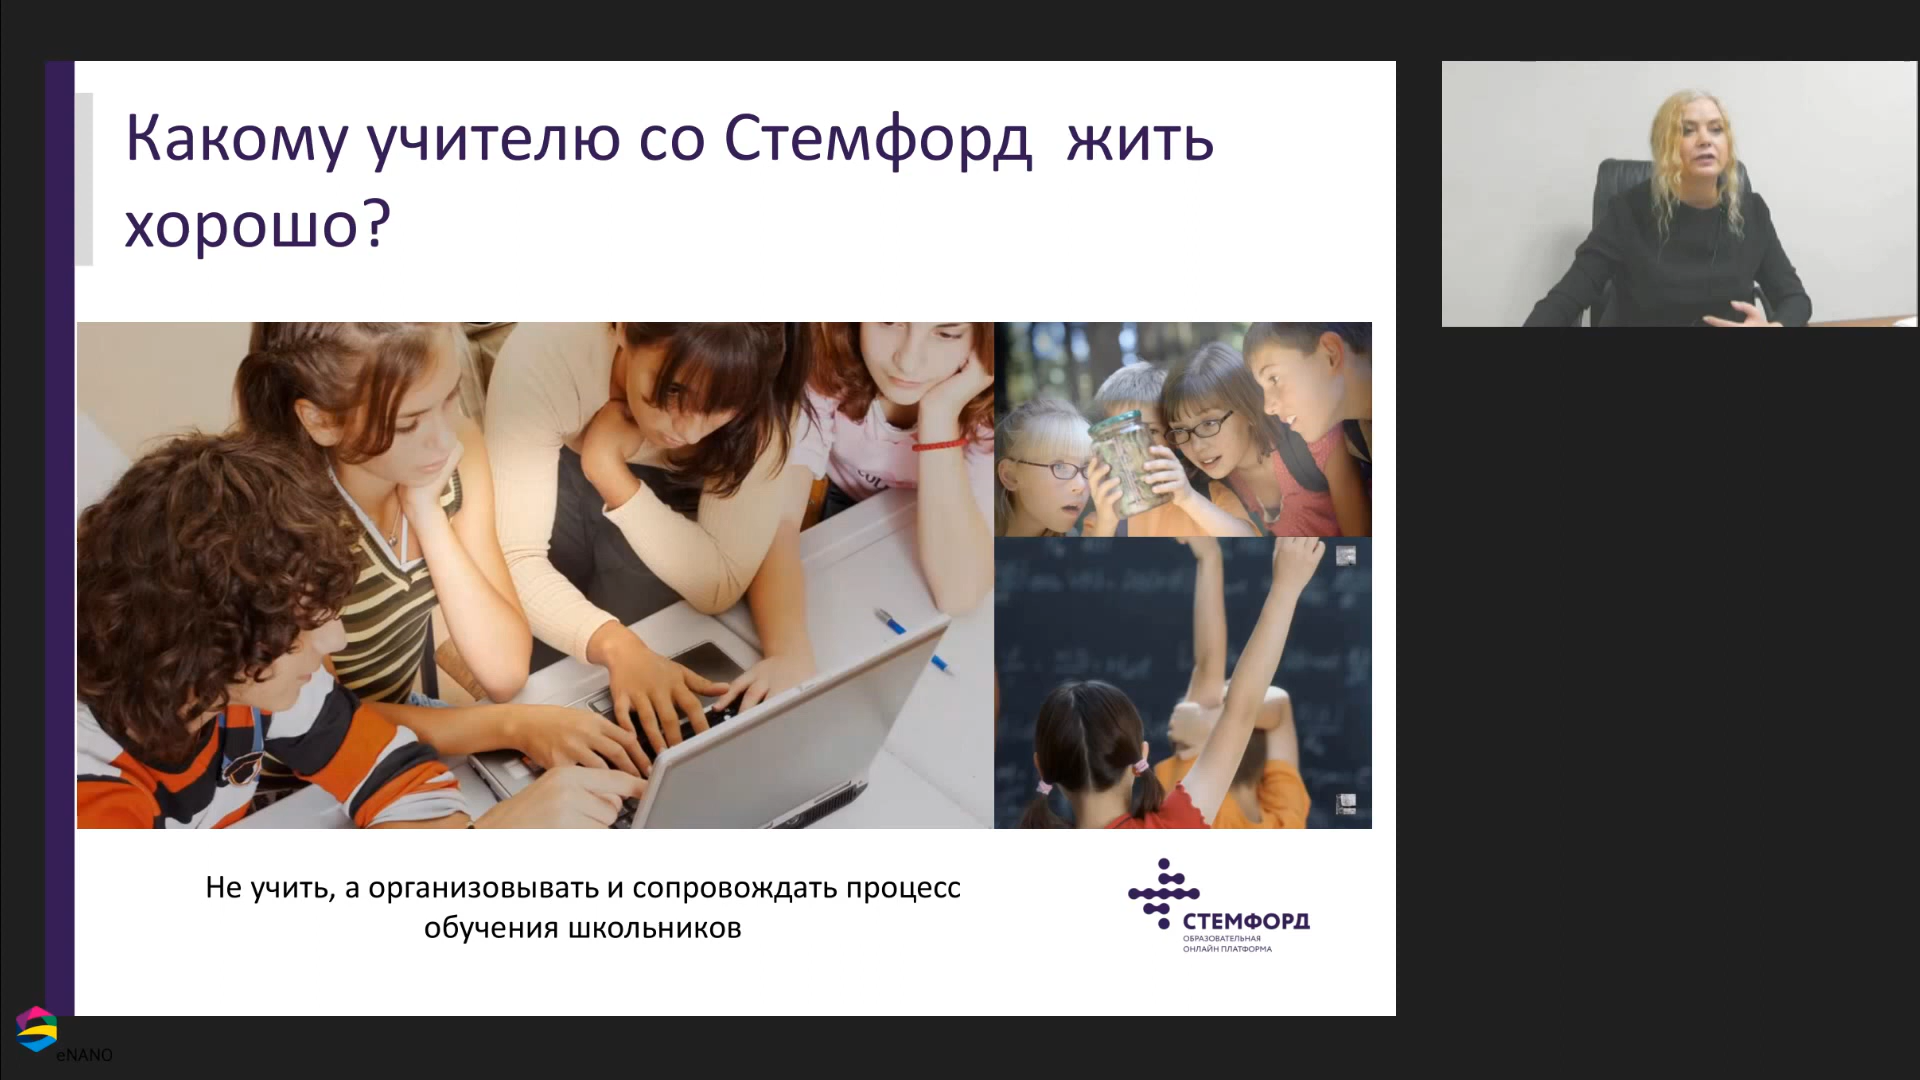 Какому учителю со Стемфорд жить
хорошо?
Не учить, а организовывать и сопровождать процесс
обучения школьников
СТЕМФОРД
ОБРАЗОВАТЕЛЬНАЯ
ОНЛАЙН ПЛАТФОРМА
eNANO